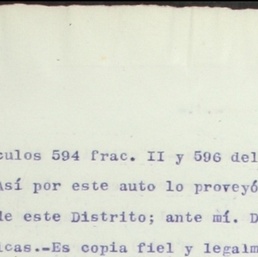 culos 594 frac. II y 596 del
Así por este auto lo proveyó
de este Distrito; ante mí. D
icas.-Es copia fiel y legalm